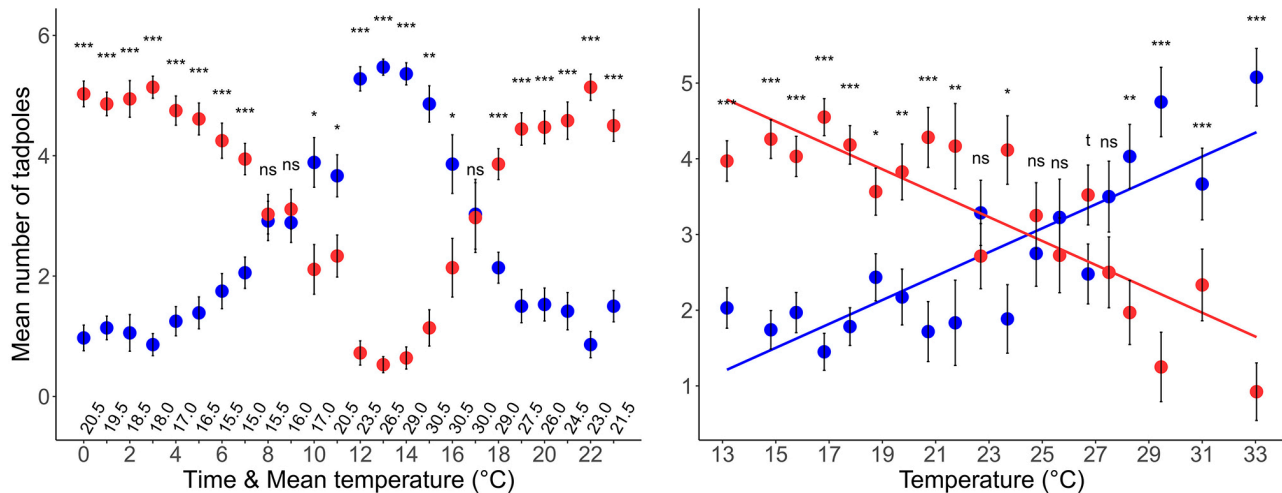 Mean number of tadpoles
6
4
2
0
*** *** *** *** *** *** *** *** ns ns * * *** *** *** ** * ns *** *** *** *** *** ***
20.5 19.5 18.5 18.0 17.0 16.5 15.5 15.0 15.5 16.0 17.0 20.5 23.5 26.5 29.0 30.5 30.5 30.0 29.0 27.5 26.0 24.5 23.0 21.5
0 2 4 6 8 10 12 14 16 18 20 22
Time & Mean temperature (°C)
5
4
3
2
1
*** *** *** *** *** * ** *** ** ns * ns ns t ns ** *** *** ***
13 15 17 19 21 23 25 27 29 31 33
Temperature (°C)